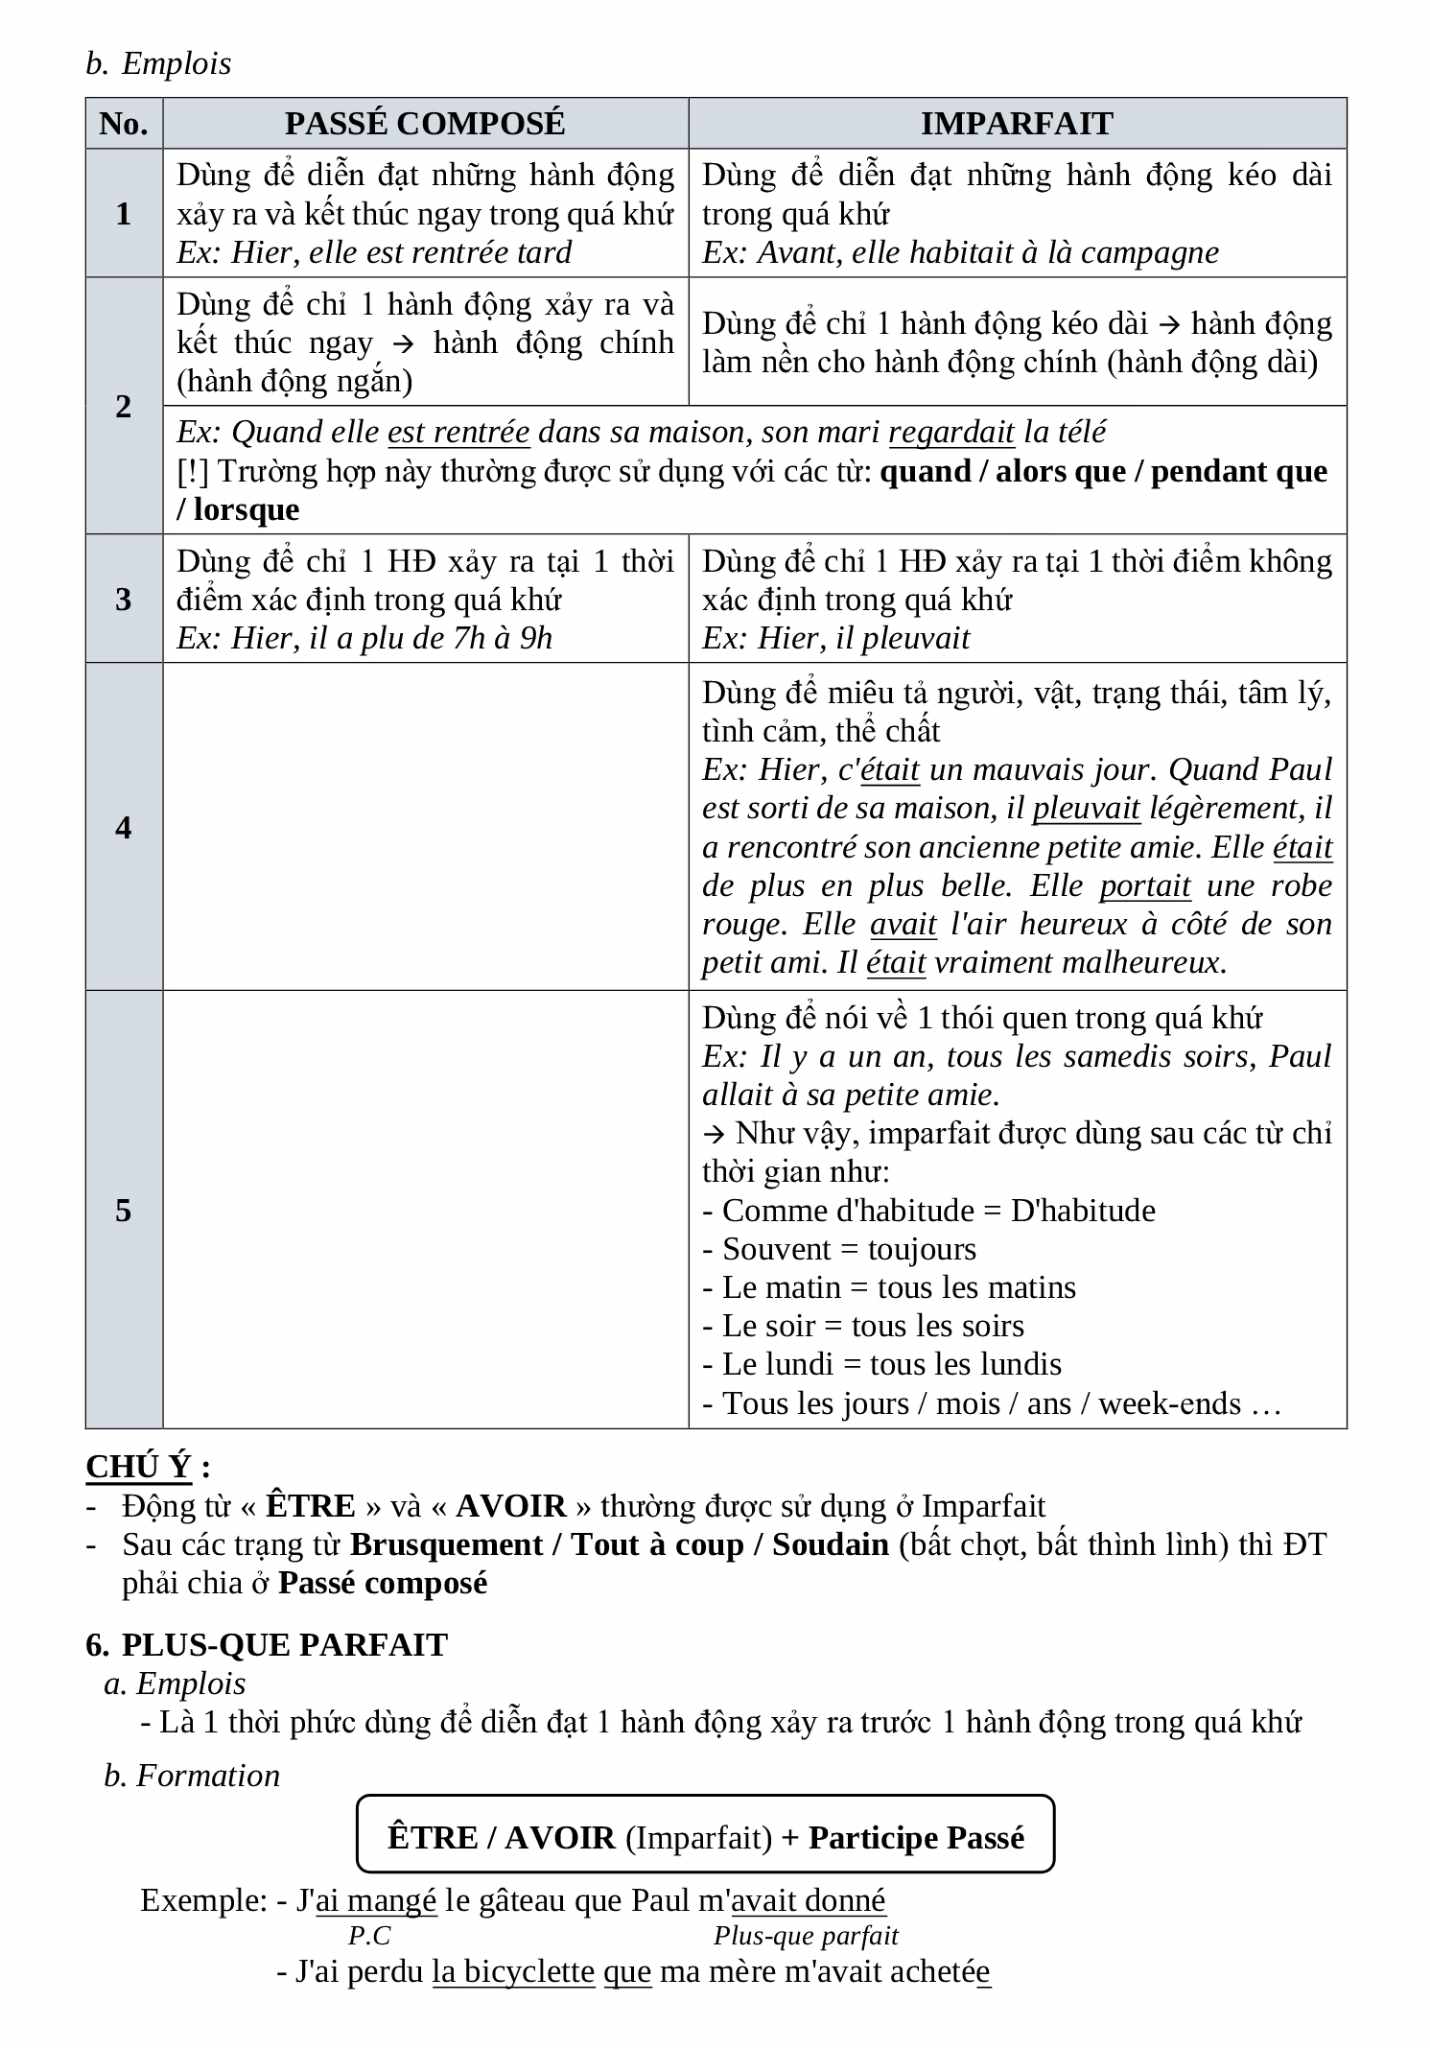 b. Emplois
No. PASSÉ COMPOSÉ IMPARFAIT
1
Dùng để diễn đạt những hành động
xảy ra và kết thúc ngay trong quá khứ
Ex: Hier, elle est rentrée tard
Dùng để diễn đạt những hành động kéo dài
trong quá khứ
Ex: Avant, elle habitait à là campagne
2
Dùng để chỉ 1 hành động xảy ra và
kết thúc ngay → hành động chính
(hành động ngắn)
Dùng để chỉ 1 hành động kéo dài → hành động
làm nền cho hành động chính (hành động dài)
Ex: Quand elle est rentrée dans sa maison, son mari regardait la télé
[!] Trường hợp này thường được sử dụng với các từ: quand / alors que / pendant que
/ lorsque
3
Dùng để chỉ 1 HĐ xảy ra tại 1 thời
điểm xác định trong quá khứ
Ex: Hier, il a plu de 7h à 9h
Dùng để chỉ 1 HĐ xảy ra tại 1 thời điểm không
xác định trong quá khứ
Ex: Hier, il pleuvait
4
Dùng để miêu tả người, vật, trạng thái, tâm lý,
tình cảm, thể chất
Ex: Hier, c'était un mauvais jour. Quand Paul
est sorti de sa maison, il pleuvait légèrement, il
a rencontré son ancienne petite amie. Elle était
de plus en plus belle. Elle portait une robe
rouge. Elle avait l'air heureux à côté de son
petit ami. Il était vraiment malheureux.
5
Dùng để nói về 1 thói quen trong quá khứ
Ex: Il y a un an, tous les samedis soirs, Paul
allait à sa petite amie.
→ Như vậy, imparfait được dùng sau các từ chỉ
thời gian như:
- Comme d'habitude = D'habitude
- Souvent = toujours
- Le matin = tous les matins
- Le soir = tous les soirs
- Le lundi = tous les lundis
- Tous les jours / mois / ans / week-ends …
CHÚ Ý :
- Động từ « ÊTRE » và « AVOIR » thường được sử dụng ở Imparfait
- Sau các trạng từ Brusquement / Tout à coup / Soudain (bất chợt, bất thình lình) thì ĐT
phải chia ở Passé composé
6. PLUS-QUE PARFAIT
a. Emplois
- Là 1 thời phức dùng để diễn đạt 1 hành động xảy ra trước 1 hành động trong quá khứ
b. Formation
ÊTRE / AVOIR (Imparfait) + Participe Passé
Exemple: - J'ai mangé le gâteau que Paul m'avait donné
P.C Plus-que parfait
- J'ai perdu la bicyclette que ma mère m'avait achetée